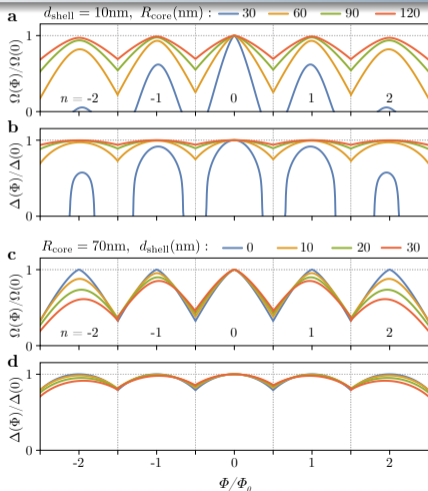 a d_shell = 10nm, R_core(nm) : 30 60 90 120
1
Ω(Φ)/Ω(0)
n = -2 -1 0 1 2
0
b
1
Δ(Φ)/Δ(0)
0
c R_core = 70nm, d_shell(nm) : 0 10 20 30
1
Ω(Φ)/Ω(0)
n = -2 -1 0 1 2
0
d
1
Δ(Φ)/Δ(0)
0
-2 -1 0 1 2
Φ/Φ₀